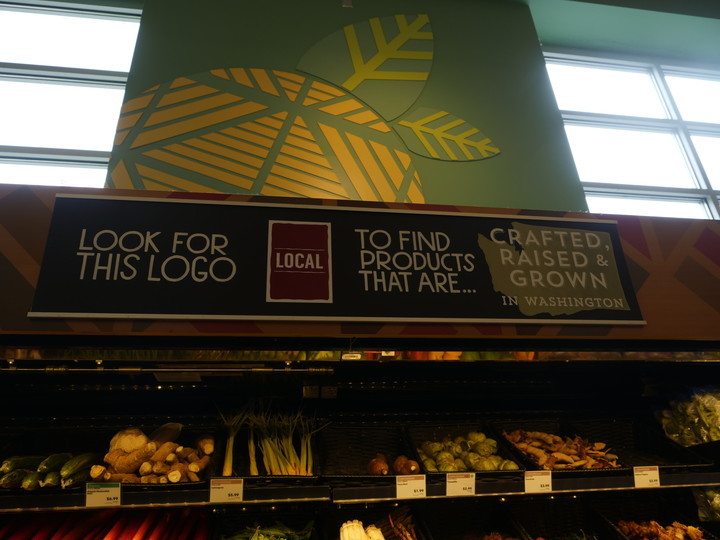 LOOK FOR
THIS LOGO
LOCAL
TO FIND
PRODUCTS
THAT ARE...
CRAFTED,
RAISED &
GROWN
IN WASHINGTON